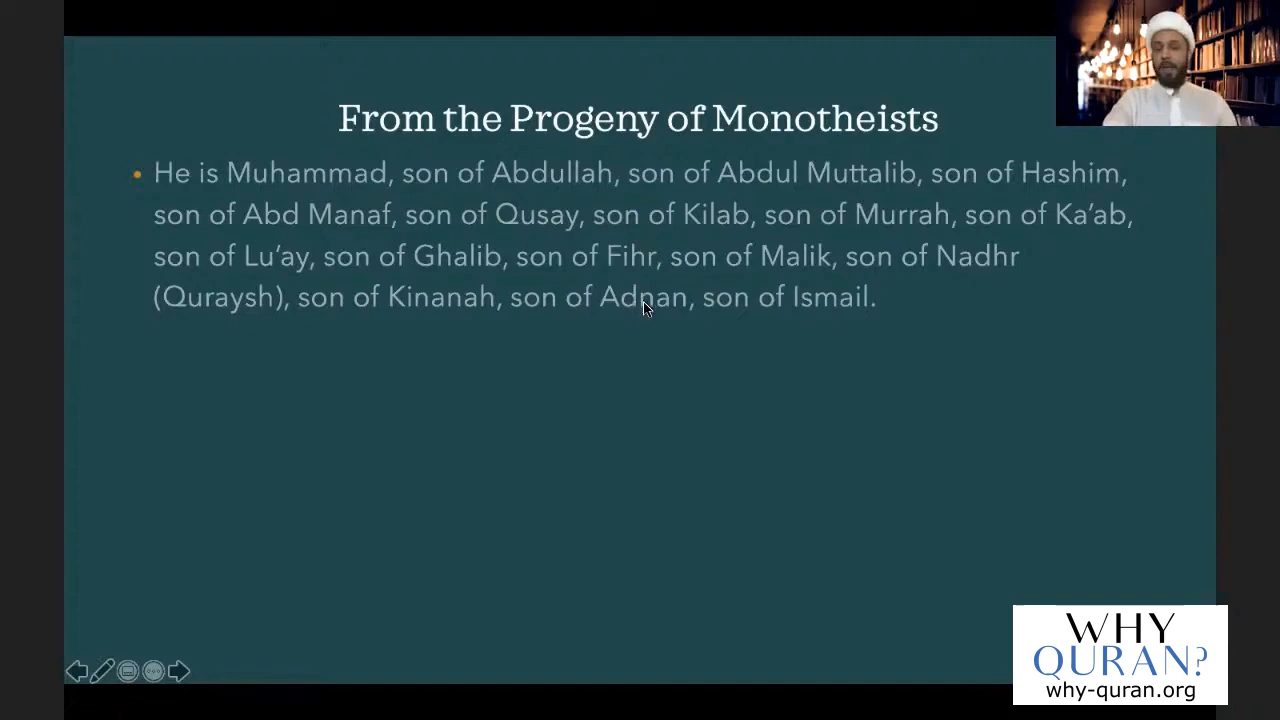 From the Progeny of Monotheists
• He is Muhammad, son of Abdullah, son of Abdul Muttalib, son of Hashim,
son of Abd Manaf, son of Qusay, son of Kilab, son of Murrah, son of Ka’ab,
son of Lu’ay, son of Ghalib, son of Fihr, son of Malik, son of Nadhr
(Quraysh), son of Kinanah, son of Adnan, son of Ismail.
WHY
QURAN?
why-quran.org